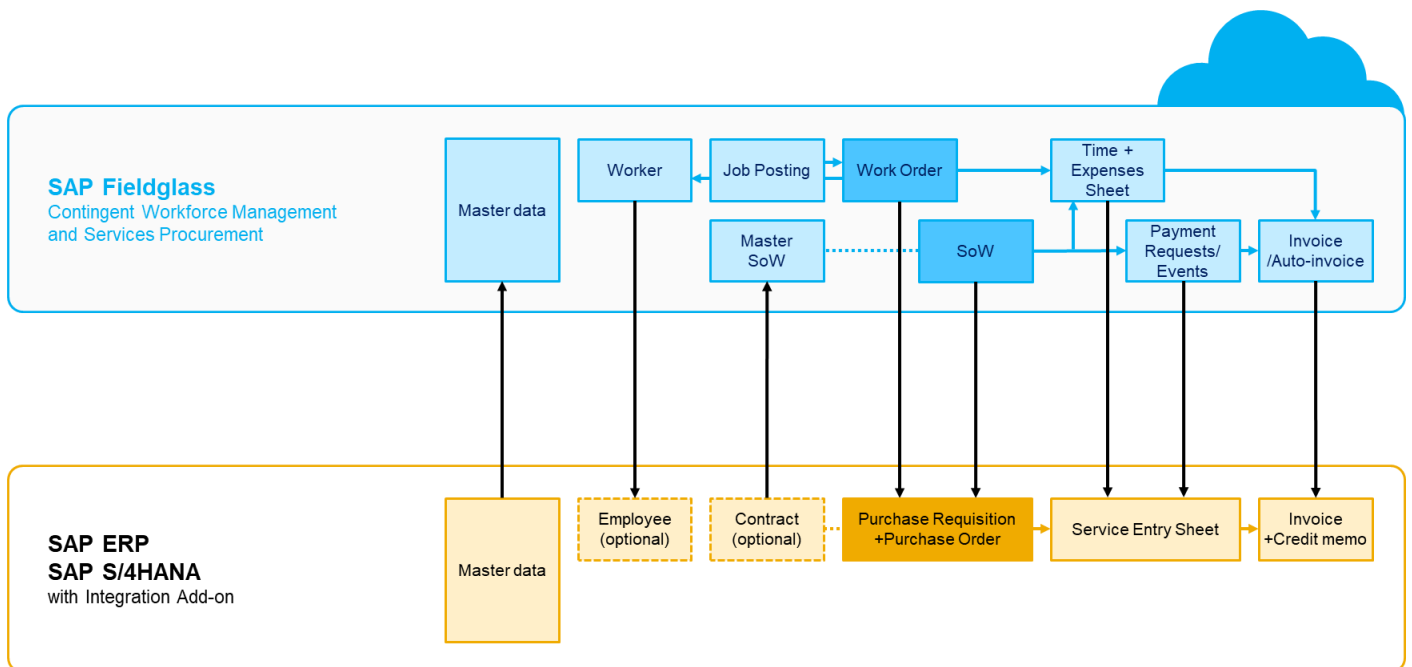 SAP Fieldglass
Contingent Workforce Management
and Services Procurement
Master data
Worker
Job Posting
Work Order
Time +
Expenses
Sheet
Master
SoW
SoW
Payment
Requests/
Events
Invoice
/Auto-invoice
SAP ERP
SAP S/4HANA
with Integration Add-on
Master data
Employee
(optional)
Contract
(optional)
Purchase Requisition
+Purchase Order
Service Entry Sheet
Invoice
+Credit memo